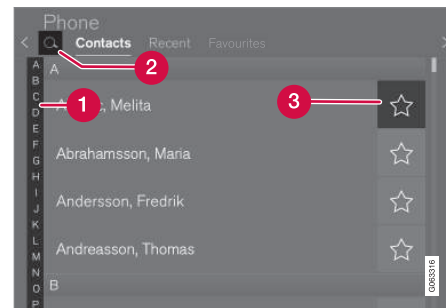 Phone
Contacts Recent Favourites
2
A
A
B
C
D
E
F
G
H
I
J
K
L
M
N
O
P
1
, Melita
3
Abrahamsson, Maria
Andersson, Fredrik
Andreasson, Thomas
B
G063316